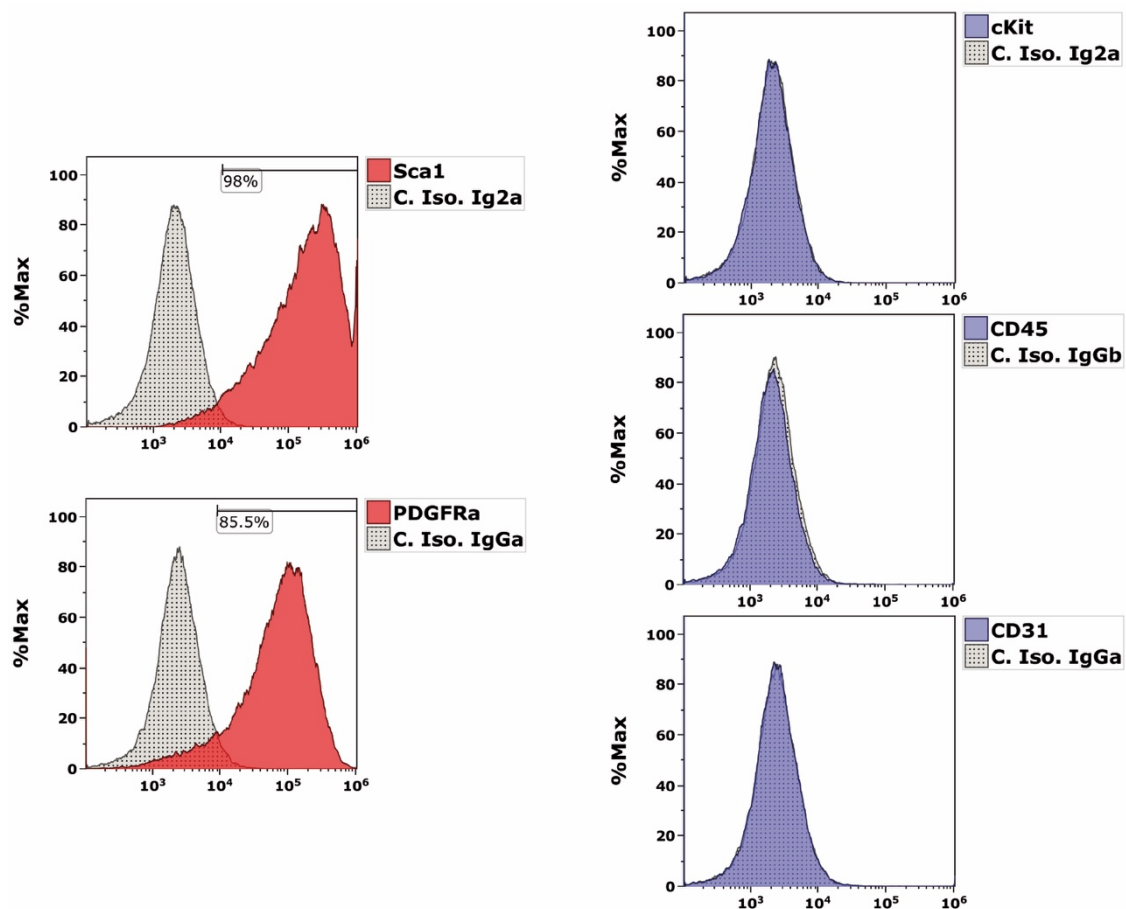 %Max
100
80
60
40
20
0
98%
10³ 10⁴ 10⁵ 10⁶
Sca1
C. Iso. Ig2a
%Max
100
80
60
40
20
0
85.5%
10³ 10⁴ 10⁵ 10⁶
PDGFRa
C. Iso. IgGa
%Max
100
80
60
40
20
0
10³ 10⁴ 10⁵ 10⁶
cKit
C. Iso. Ig2a
%Max
100
80
60
40
20
0
10³ 10⁴ 10⁵ 10⁶
CD45
C. Iso. IgGb
%Max
100
80
60
40
20
0
10³ 10⁴ 10⁵ 10⁶
CD31
C. Iso. IgGa